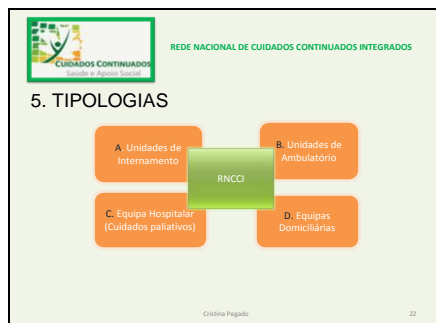 REDE NACIONAL DE CUIDADOS CONTINUADOS INTEGRADOS
CUIDADOS CONTINUADOS
Saúde e Apoio Social
5. TIPOLOGIAS
A Unidades de
Internamento
B. Unidades de
Ambulatório
RNCCI
C. Equipa Hospitalar
(Cuidados paliativos)
D. Equipas
Domiciliárias
Cristina Pegado
22